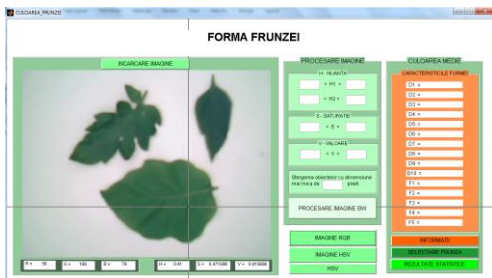 CULOAREA_FRUNZEI
FORMA FRUNZEI
INCARCARE IMAGINE
PROCESARE IMAGINE
H - NUANTA
< H1 <
< H2 <
S - SATURATIE
< S <
V - VALOARE
< V <
Stergerea obiectelor cu dimensiune
mai mica de pixeli
PROCESARE IMAGINE BW
IMAGINE RGB
IMAGINE HSV
HSV
CULOAREA MEDIE
CARACTERISTICILE FORMEI
D1 =
D2 =
D3 =
D4 =
D5 =
D6 =
D7 =
D8 =
D9 =
D10 =
F1 =
F2 =
F3 =
F4 =
F5 =
INFORMATII
SELECTARE FRUNZA
REZULTATE STATISTICE
R = G = B = H = S = V =